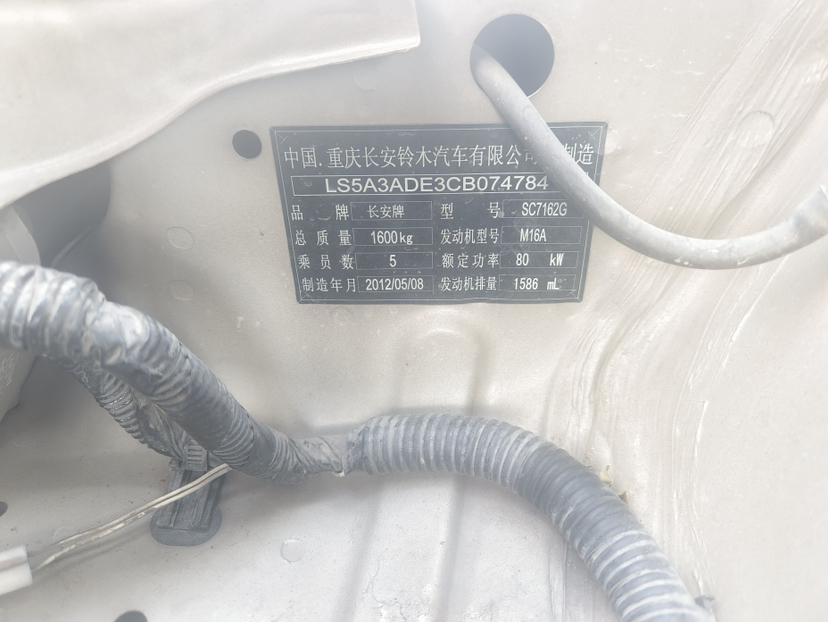 中国.重庆长安铃木汽车有限公司 制造
LS5A3ADE3CB074784
品牌 长安牌 型号 SC7162G
总质量 1600kg 发动机型号 M16A
乘员数 5 额定功率 80 kW
制造年月 2012/05/08 发动机排量 1586 mL